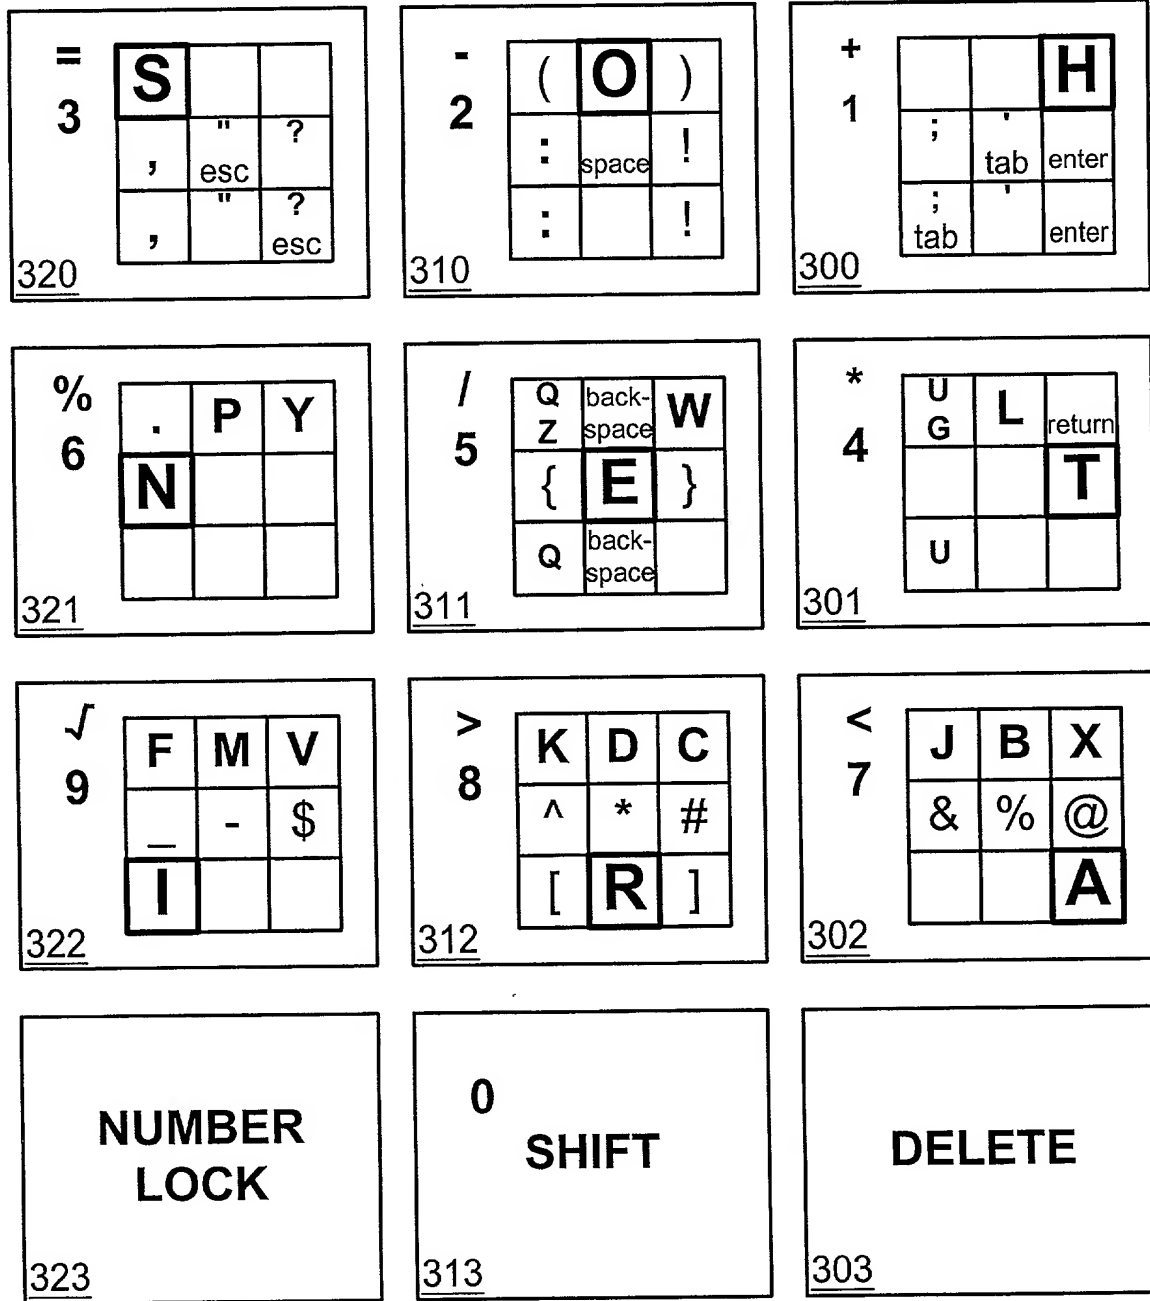 = 3 S
, " esc ?
, " ? esc
320
- 2 ( O )
: space !
: !
310
+ 1 H
; ' tab enter
; tab ' enter
300
% 6 . P Y
N
321
/ 5 Q Z back-space W
{ E }
Q back-space
311
* 4 U G L return
T
U
301
√ 9 F M V
_ - $
I
322
> 8 K D C
^ * #
[ R ]
312
< 7 J B X
& % @
A
302
NUMBER
LOCK
323
0
SHIFT
313
DELETE
303